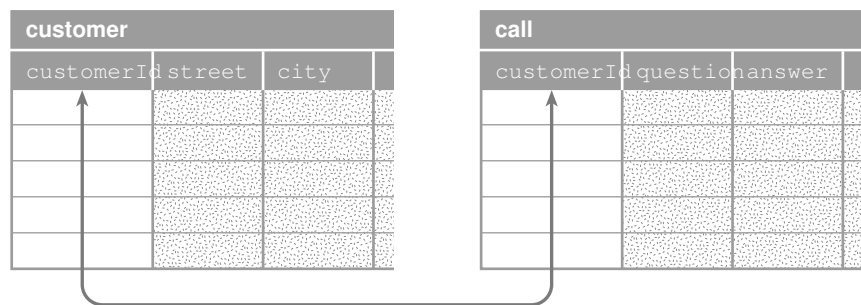 customer
customerId street city
call
customerId question answer